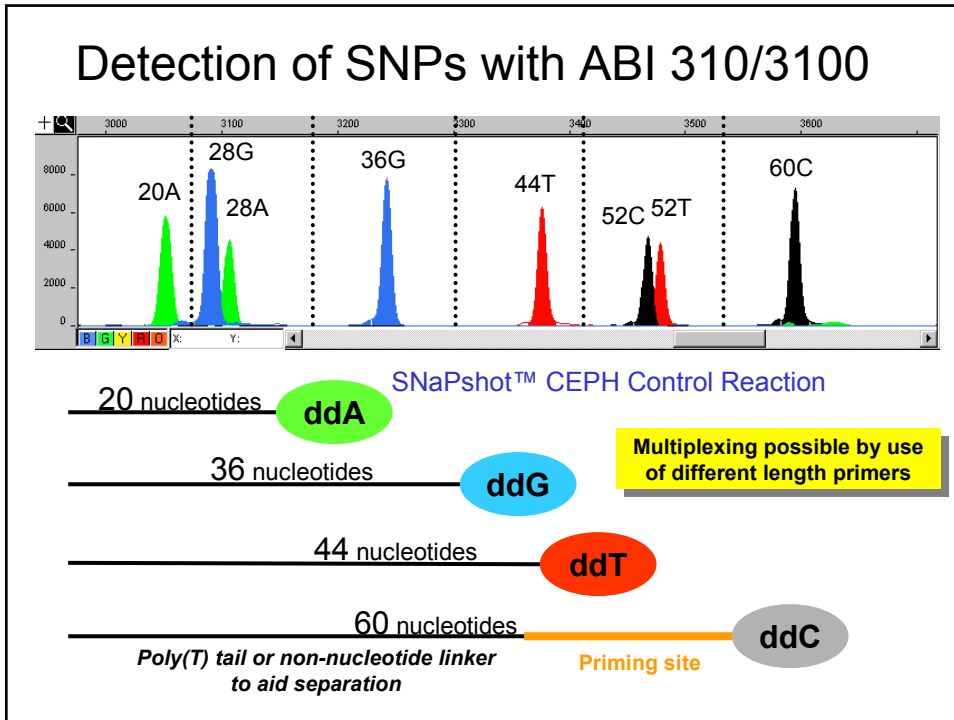 Detection of SNPs with ABI 310/3100
3000 3100 3200 3300 3400 3500 3600
8000
6000
4000
2000
0
20A
28G
28A
36G
44T
52C
52T
60C
B G Y R O X: Y:
SNaPshot™ CEPH Control Reaction
20 nucleotides ddA
Multiplexing possible by use
of different length primers
36 nucleotides ddG
44 nucleotides ddT
60 nucleotides ddC
Poly(T) tail or non-nucleotide linker
to aid separation
Priming site